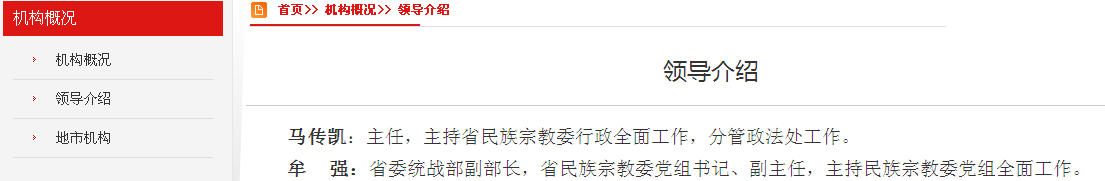 机构概况
机构概况
领导介绍
地市机构
首页>> 机构概况>> 领导介绍
领导介绍
马传凯：主任，主持省民族宗教委行政全面工作，分管政法处工作。
牟　强：省委统战部副部长，省民族宗教委党组书记、副主任，主持民族宗教委党组全面工作。